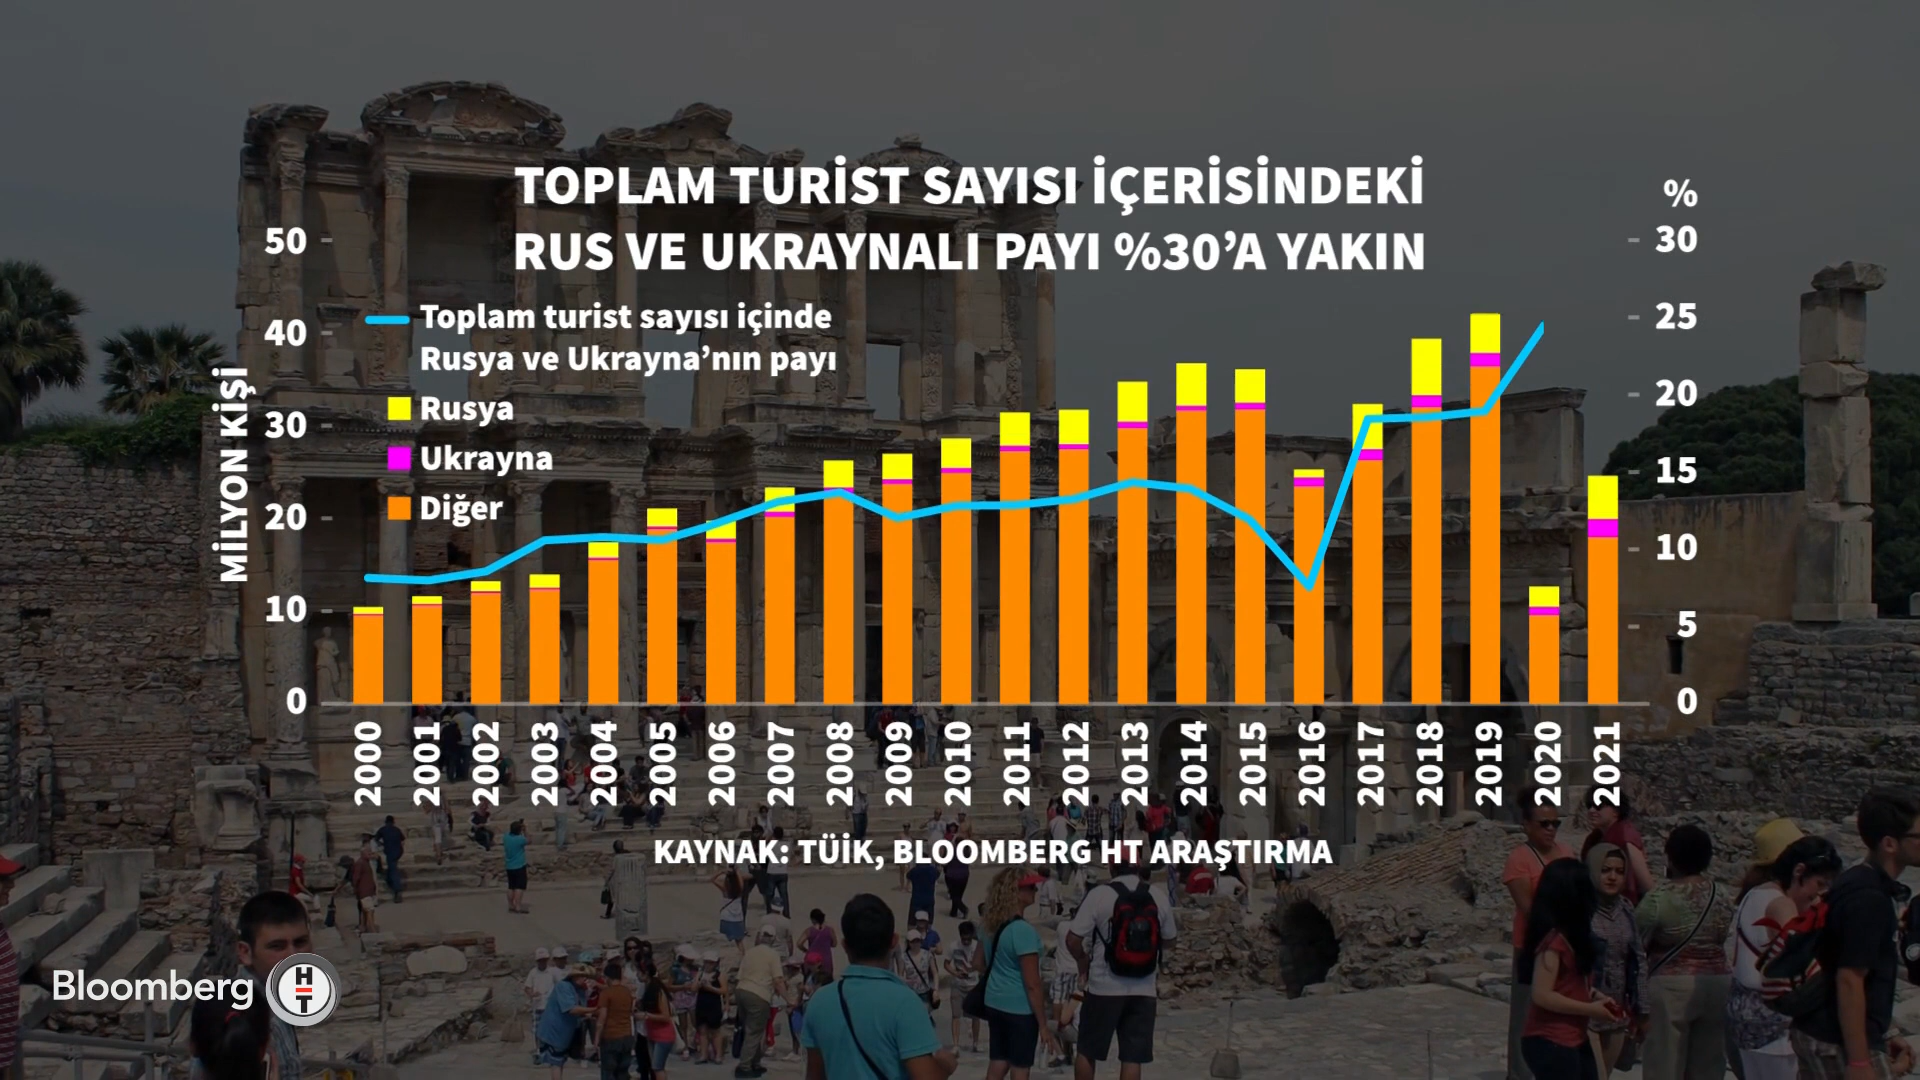 TOPLAM TURİST SAYISI İÇERİSİNDEKİ
RUS VE UKRAYNALI PAYI %30’A YAKIN
%
MİLYON KİŞİ
50
40
30
20
10
0
Toplam turist sayısı içinde
Rusya ve Ukrayna’nın payı
Rusya
Ukrayna
Diğer
30
25
20
15
10
5
0
2000 2001 2002 2003 2004 2005 2006 2007 2008 2009 2010 2011 2012 2013 2014 2015 2016 2017 2018 2019 2020 2021
KAYNAK: TÜİK, BLOOMBERG HT ARAŞTIRMA
Bloomberg HT